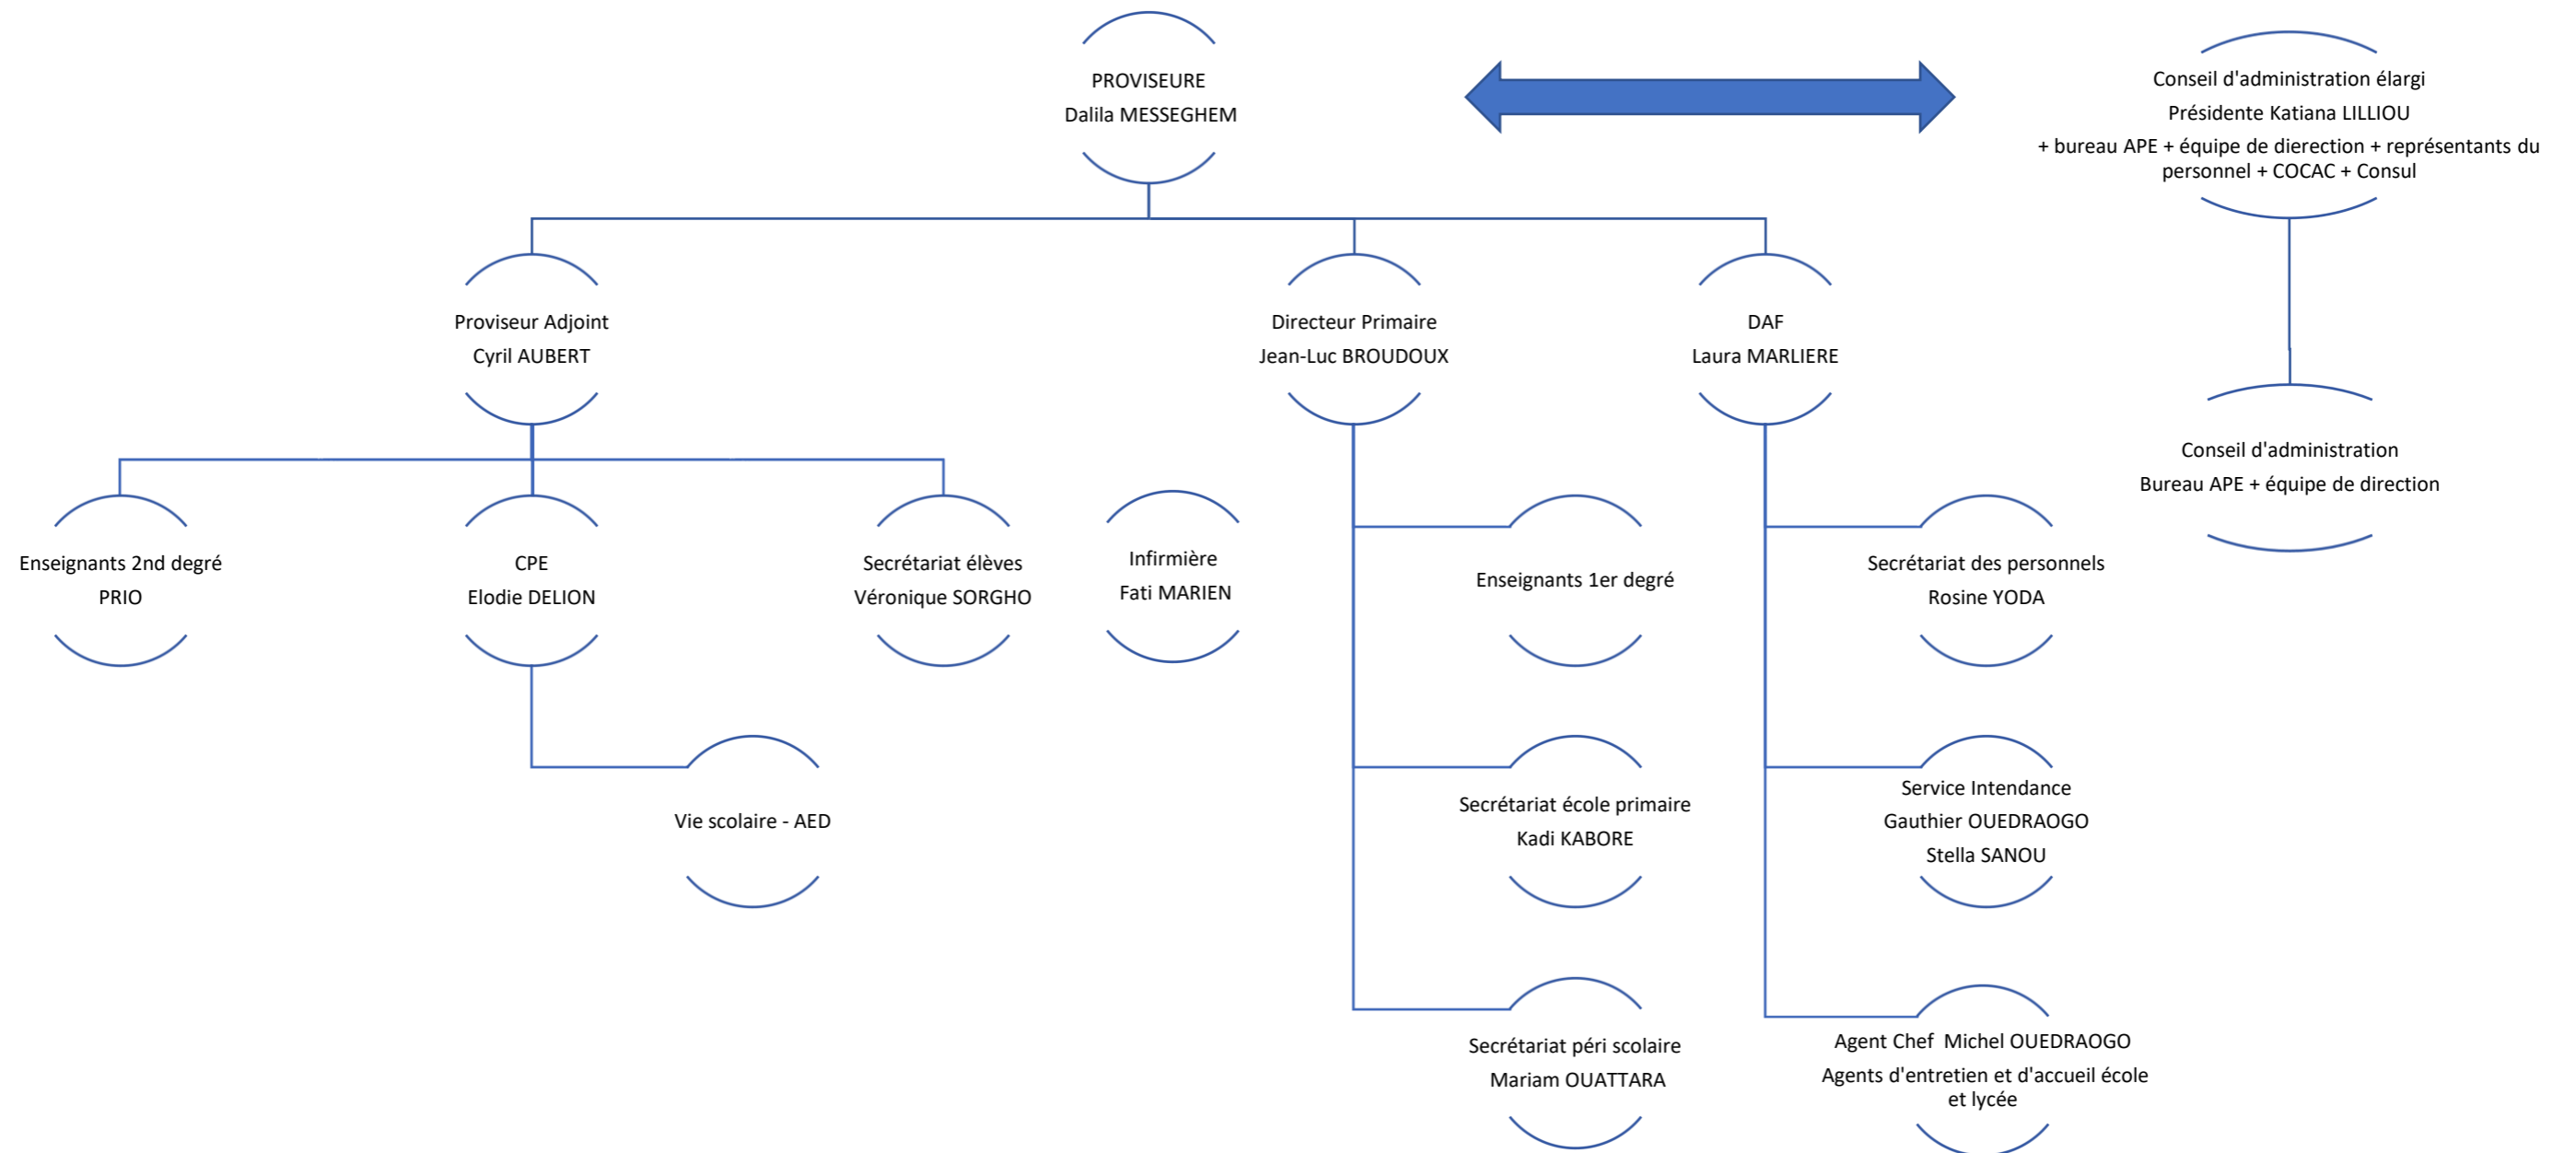 PROVISEURE
Dalila MESSEGHEM
Conseil d'administration élargi
Présidente Katiana LILLIOU
+ bureau APE + équipe de dierection + représentants du
personnel + COCAC + Consul
Proviseur Adjoint
Cyril AUBERT
Directeur Primaire
Jean-Luc BROUDOUX
DAF
Laura MARLIERE
Conseil d'administration
Bureau APE + équipe de direction
Enseignants 2nd degré
PRIO
CPE
Elodie DELION
Secrétariat élèves
Véronique SORGHO
Infirmière
Fati MARIEN
Enseignants 1er degré
Secrétariat des personnels
Rosine YODA
Vie scolaire - AED
Secrétariat école primaire
Kadi KABORE
Service Intendance
Gauthier OUEDRAOGO
Stella SANOU
Secrétariat péri scolaire
Mariam OUATTARA
Agent Chef  Michel OUEDRAOGO
Agents d'entretien et d'accueil école
et lycée